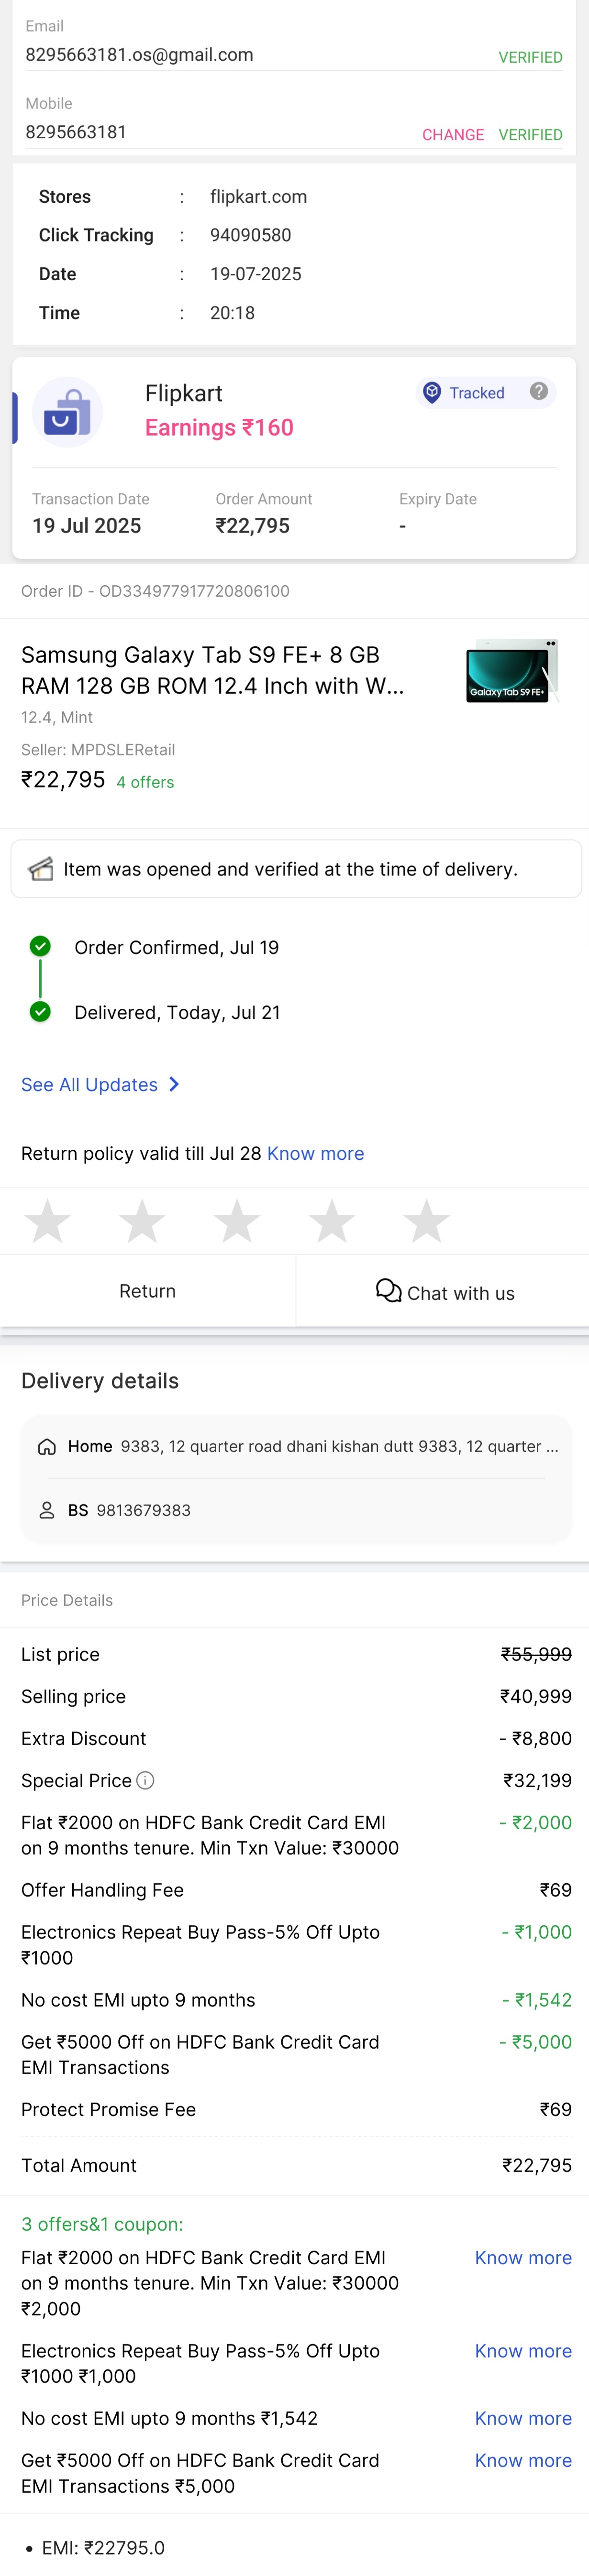 Email
8295663181.os@gmail.com VERIFIED
Mobile
8295663181 CHANGE VERIFIED
Stores : flipkart.com
Click Tracking : 94090580
Date : 19-07-2025
Time : 20:18
Flipkart Tracked ?
Earnings ₹160
Transaction Date Order Amount Expiry Date
19 Jul 2025 ₹22,795 -
Order ID - OD334977917720806100
Samsung Galaxy Tab S9 FE+ 8 GB
RAM 128 GB ROM 12.4 Inch with W...
Galaxy Tab S9 FE+
12.4, Mint
Seller: MPDSLERetail
₹22,795 4 offers
Item was opened and verified at the time of delivery.
Order Confirmed, Jul 19
Delivered, Today, Jul 21
See All Updates
Return policy valid till Jul 28 Know more
Return Chat with us
Delivery details
Home 9383, 12 quarter road dhani kishan dutt 9383, 12 quarter ...
BS 9813679383
Price Details
List price ₹55,999
Selling price ₹40,999
Extra Discount - ₹8,800
Special Price ₹32,199
Flat ₹2000 on HDFC Bank Credit Card EMI - ₹2,000
on 9 months tenure. Min Txn Value: ₹30000
Offer Handling Fee ₹69
Electronics Repeat Buy Pass-5% Off Upto - ₹1,000
₹1000
No cost EMI upto 9 months - ₹1,542
Get ₹5000 Off on HDFC Bank Credit Card - ₹5,000
EMI Transactions
Protect Promise Fee ₹69
Total Amount ₹22,795
3 offers&1 coupon:
Flat ₹2000 on HDFC Bank Credit Card EMI Know more
on 9 months tenure. Min Txn Value: ₹30000
₹2,000
Electronics Repeat Buy Pass-5% Off Upto Know more
₹1000 ₹1,000
No cost EMI upto 9 months ₹1,542 Know more
Get ₹5000 Off on HDFC Bank Credit Card Know more
EMI Transactions ₹5,000
• EMI: ₹22795.0